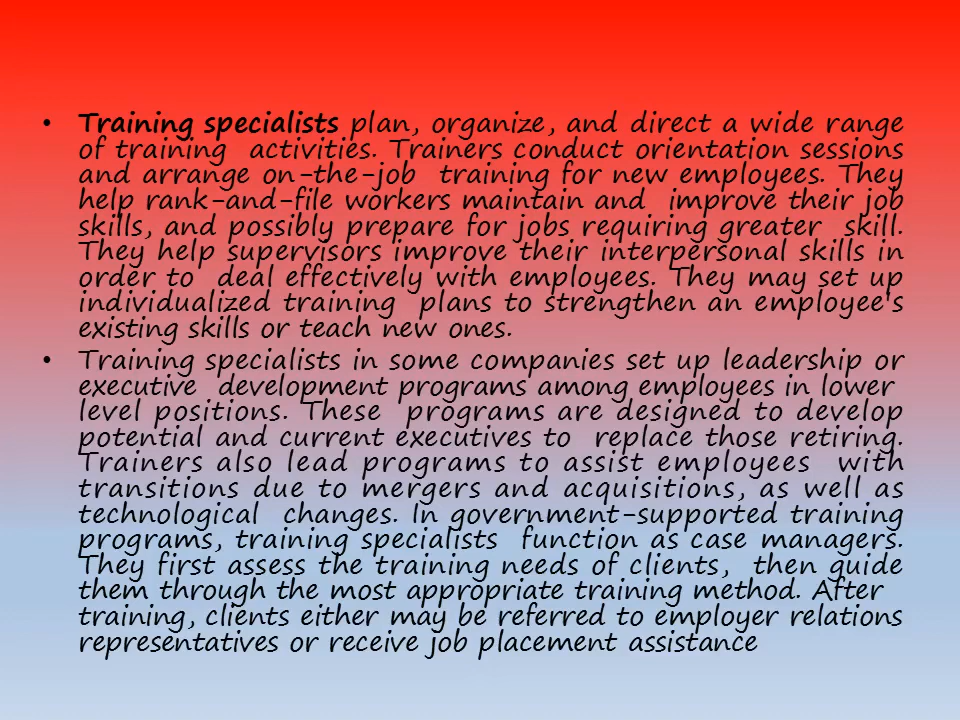 • Training specialists plan, organize, and direct a wide range
of training activities. Trainers conduct orientation sessions
and arrange on-the-job training for new employees. They
help rank-and-file workers maintain and improve their job
skills, and possibly prepare for jobs requiring greater skill.
They help supervisors improve their interpersonal skills in
order to deal effectively with employees. They may set up
individualized training plans to strengthen an employee's
existing skills or teach new ones.
• Training specialists in some companies set up leadership or
executive development programs among employees in lower
level positions. These programs are designed to develop
potential and current executives to replace those retiring.
Trainers also lead programs to assist employees with
transitions due to mergers and acquisitions, as well as
technological changes. In government-supported training
programs, training specialists function as case managers.
They first assess the training needs of clients, then guide
them through the most appropriate training method. After
training, clients either may be referred to employer relations
representatives or receive job placement assistance